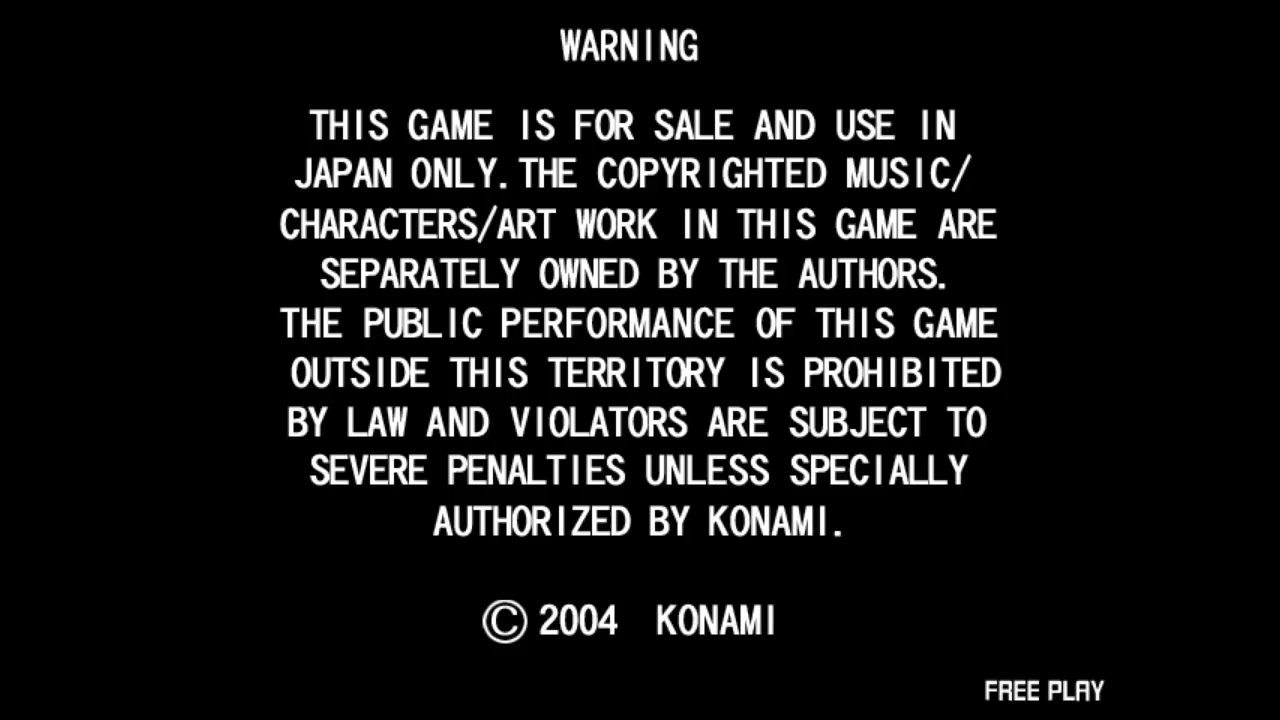 WARNING
THIS GAME IS FOR SALE AND USE IN
JAPAN ONLY. THE COPYRIGHTED MUSIC/
CHARACTERS/ART WORK IN THIS GAME ARE
SEPARATELY OWNED BY THE AUTHORS.
THE PUBLIC PERFORMANCE OF THIS GAME
OUTSIDE THIS TERRITORY IS PROHIBITED
BY LAW AND VIOLATORS ARE SUBJECT TO
SEVERE PENALTIES UNLESS SPECIALLY
AUTHORIZED BY KONAMI.
© 2004 KONAMI
FREE PLAY